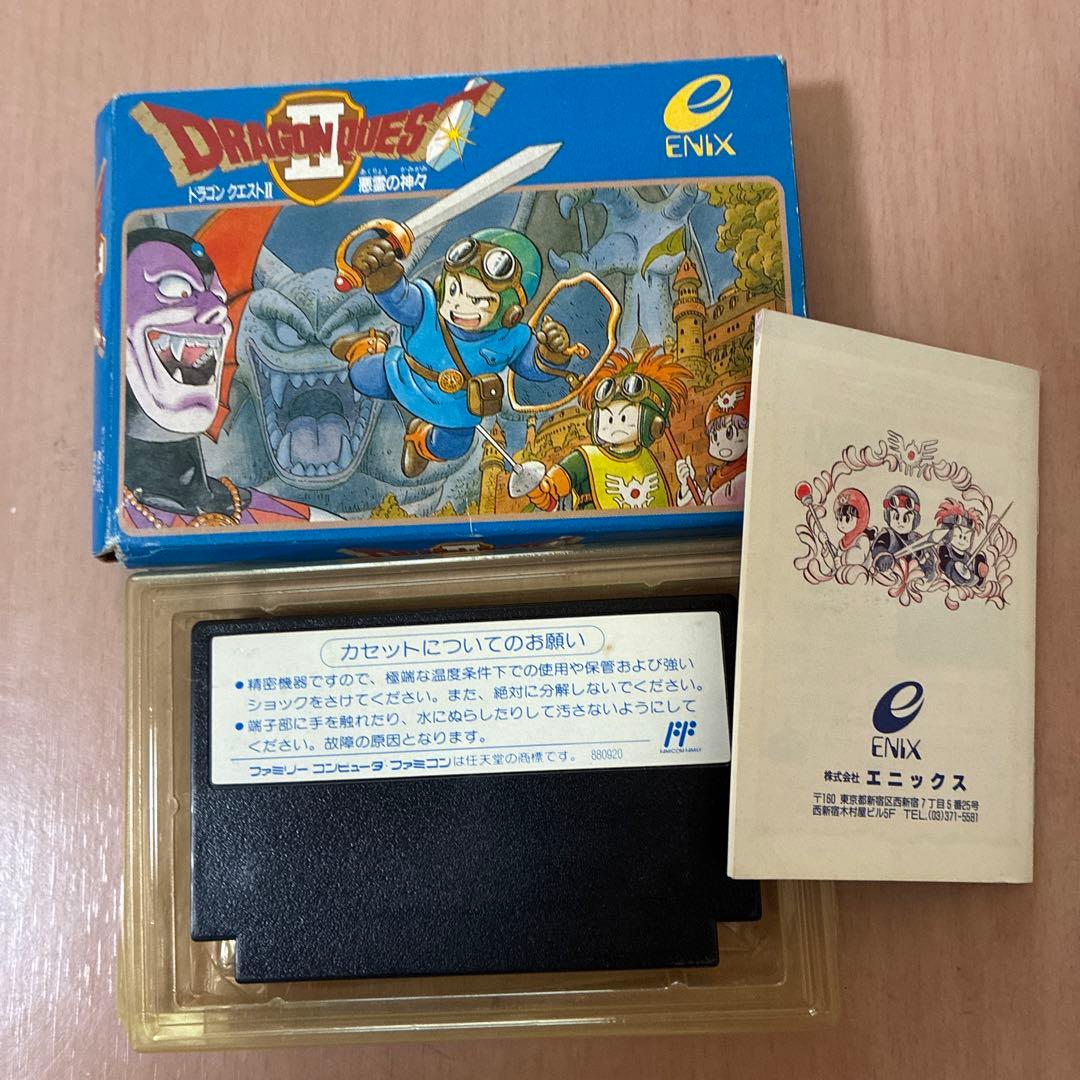 DRAGON QUEST
II
ドラゴン クエストII
あくりょう かみがみ
悪霊の神々
ENIX
カセットについてのお願い
●精密機器ですので、極端な温度条件下での使用や保管および強い
ショックをさけてください。また、絶対に分解しないでください。
●端子部に手を触れたり、水にぬらしたりして汚さないようにして
ください。故障の原因となります。
FAMICOM FAMILY
ファミリーコンピュータ・ファミコンは任天堂の商標です。 880920
ENIX
株式会社 エニックス
〒160 東京都新宿区西新宿7丁目5番25号
西新宿木村屋ビル5F TEL.(03)371-5581